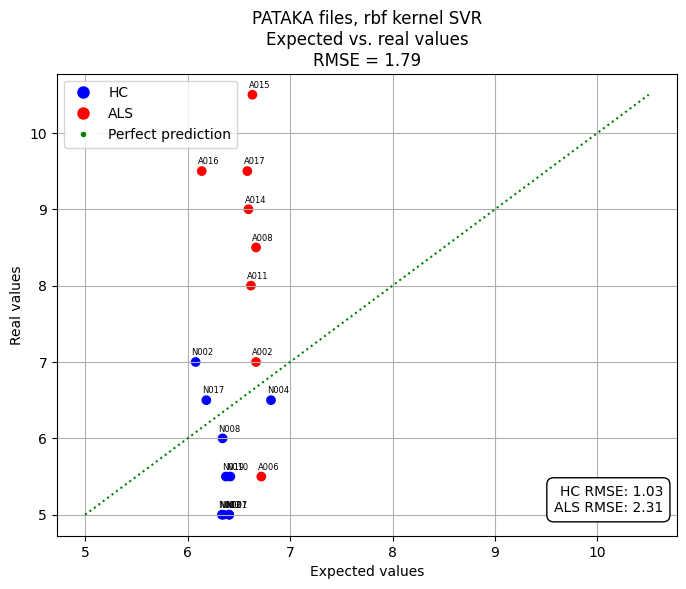 PATAKA files, rbf kernel SVR
Expected vs. real values
RMSE = 1.79
HC
ALS
Perfect prediction
A015
A016
A017
A014
A008
A011
N002
A002
N017
N004
N008
A006
HC RMSE: 1.03
ALS RMSE: 2.31
10
9
8
7
6
5
Real values
5
6
7
8
9
10
Expected values